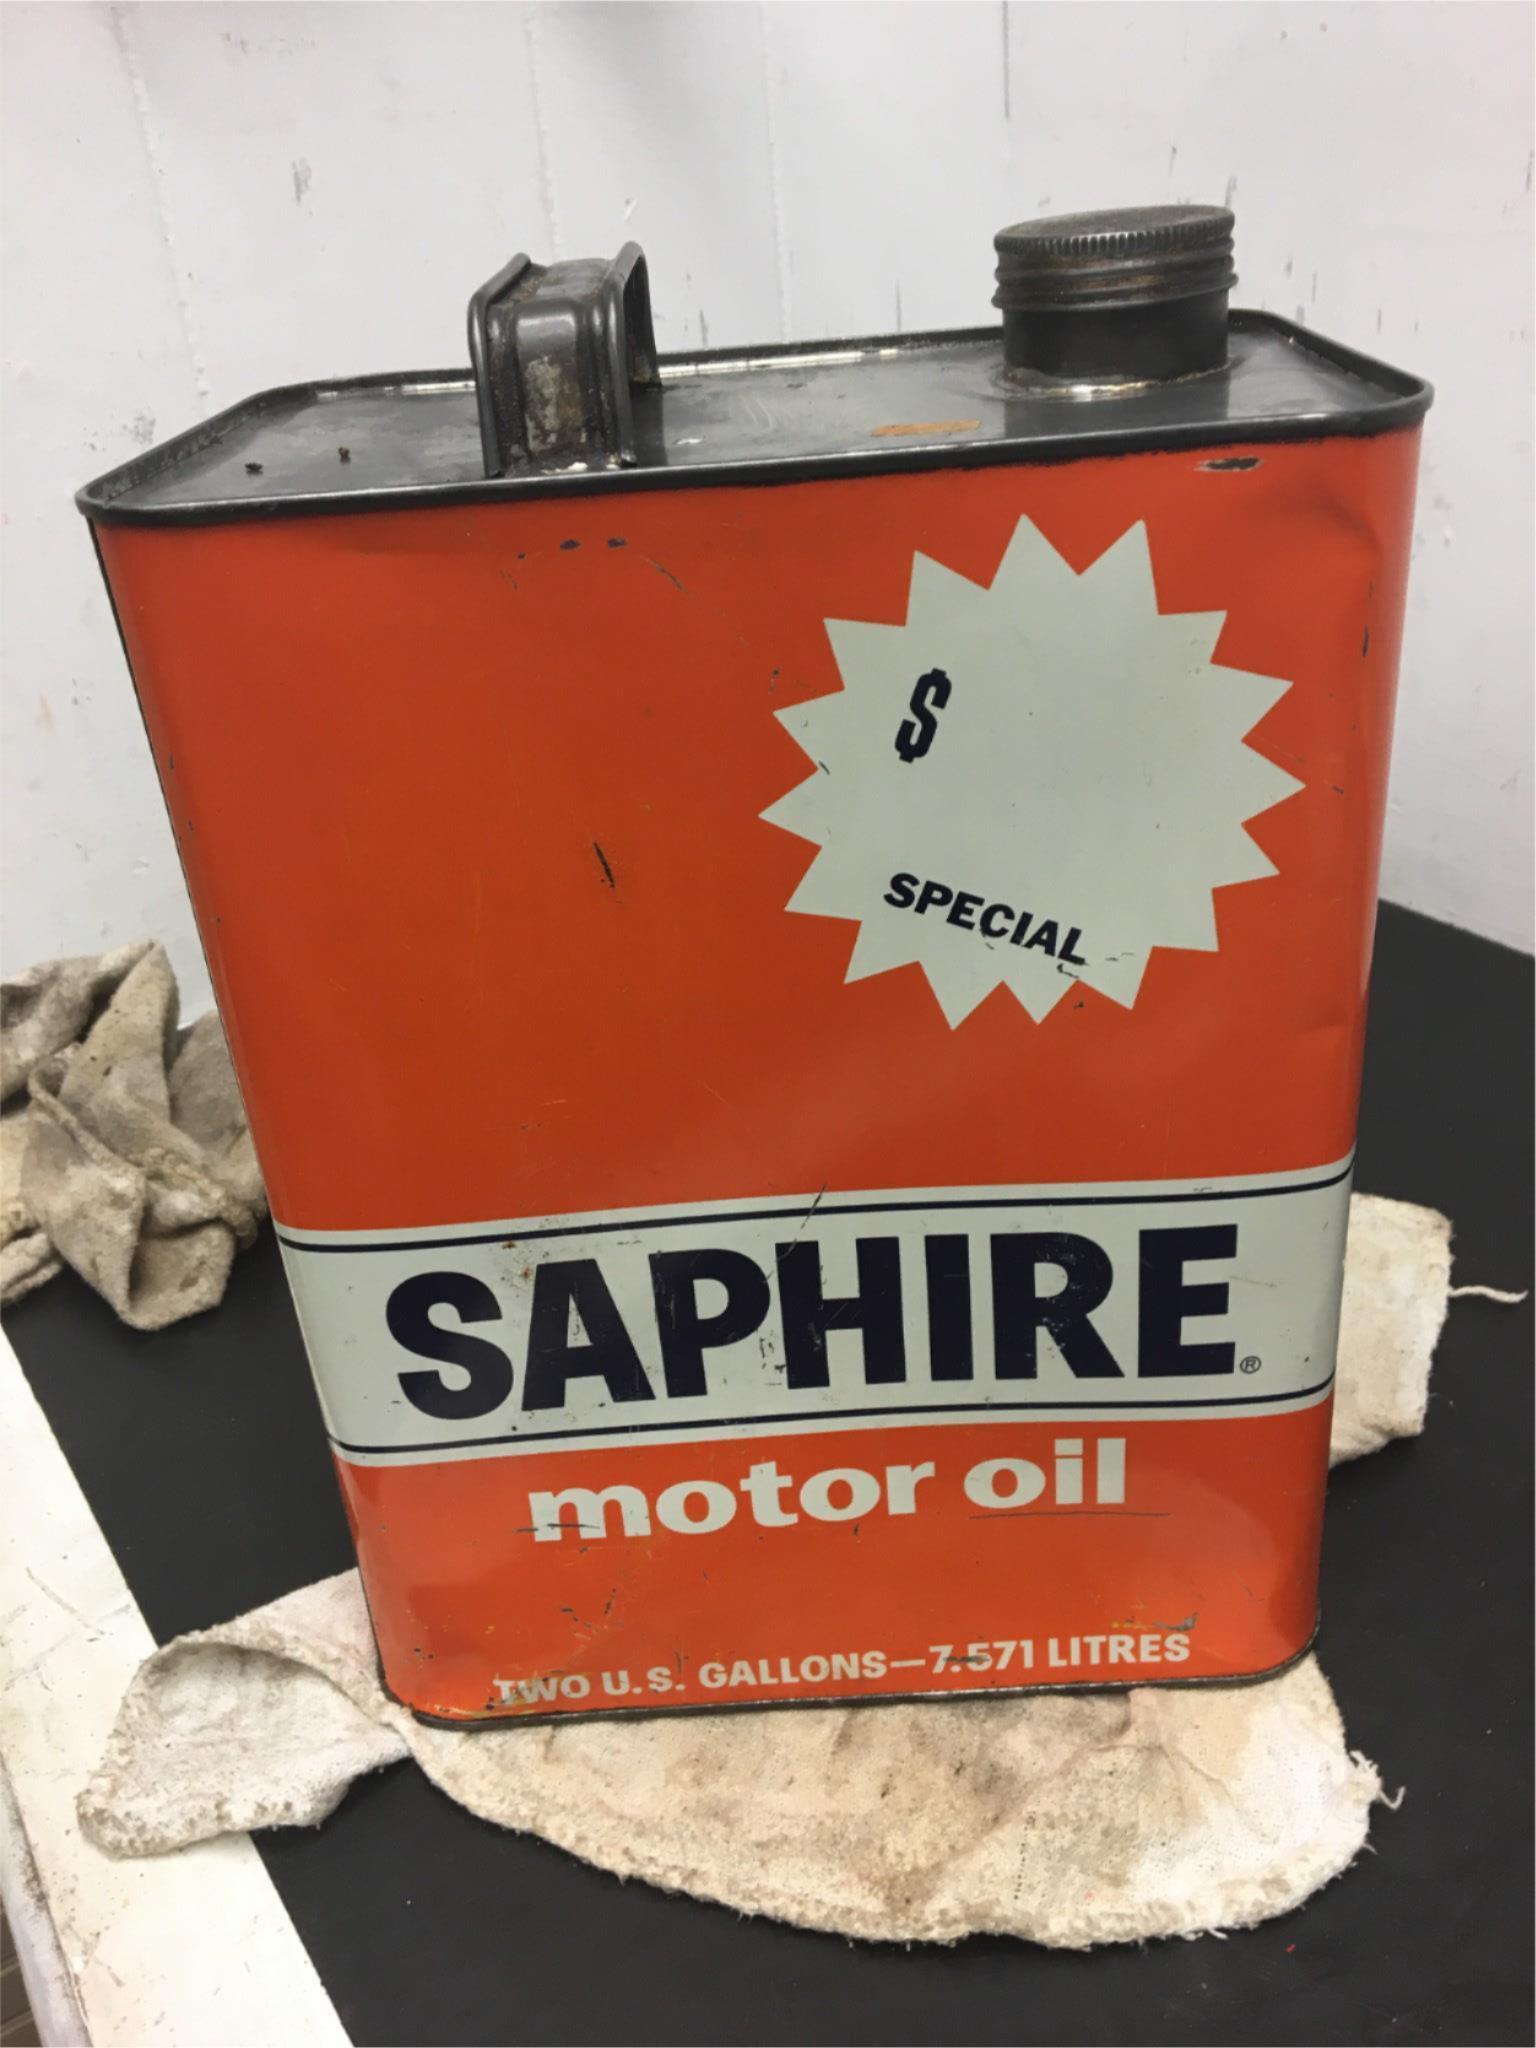 $
SPECIAL
SAPHIRE®
motor oil
TWO U.S. GALLONS—7.571 LITRES